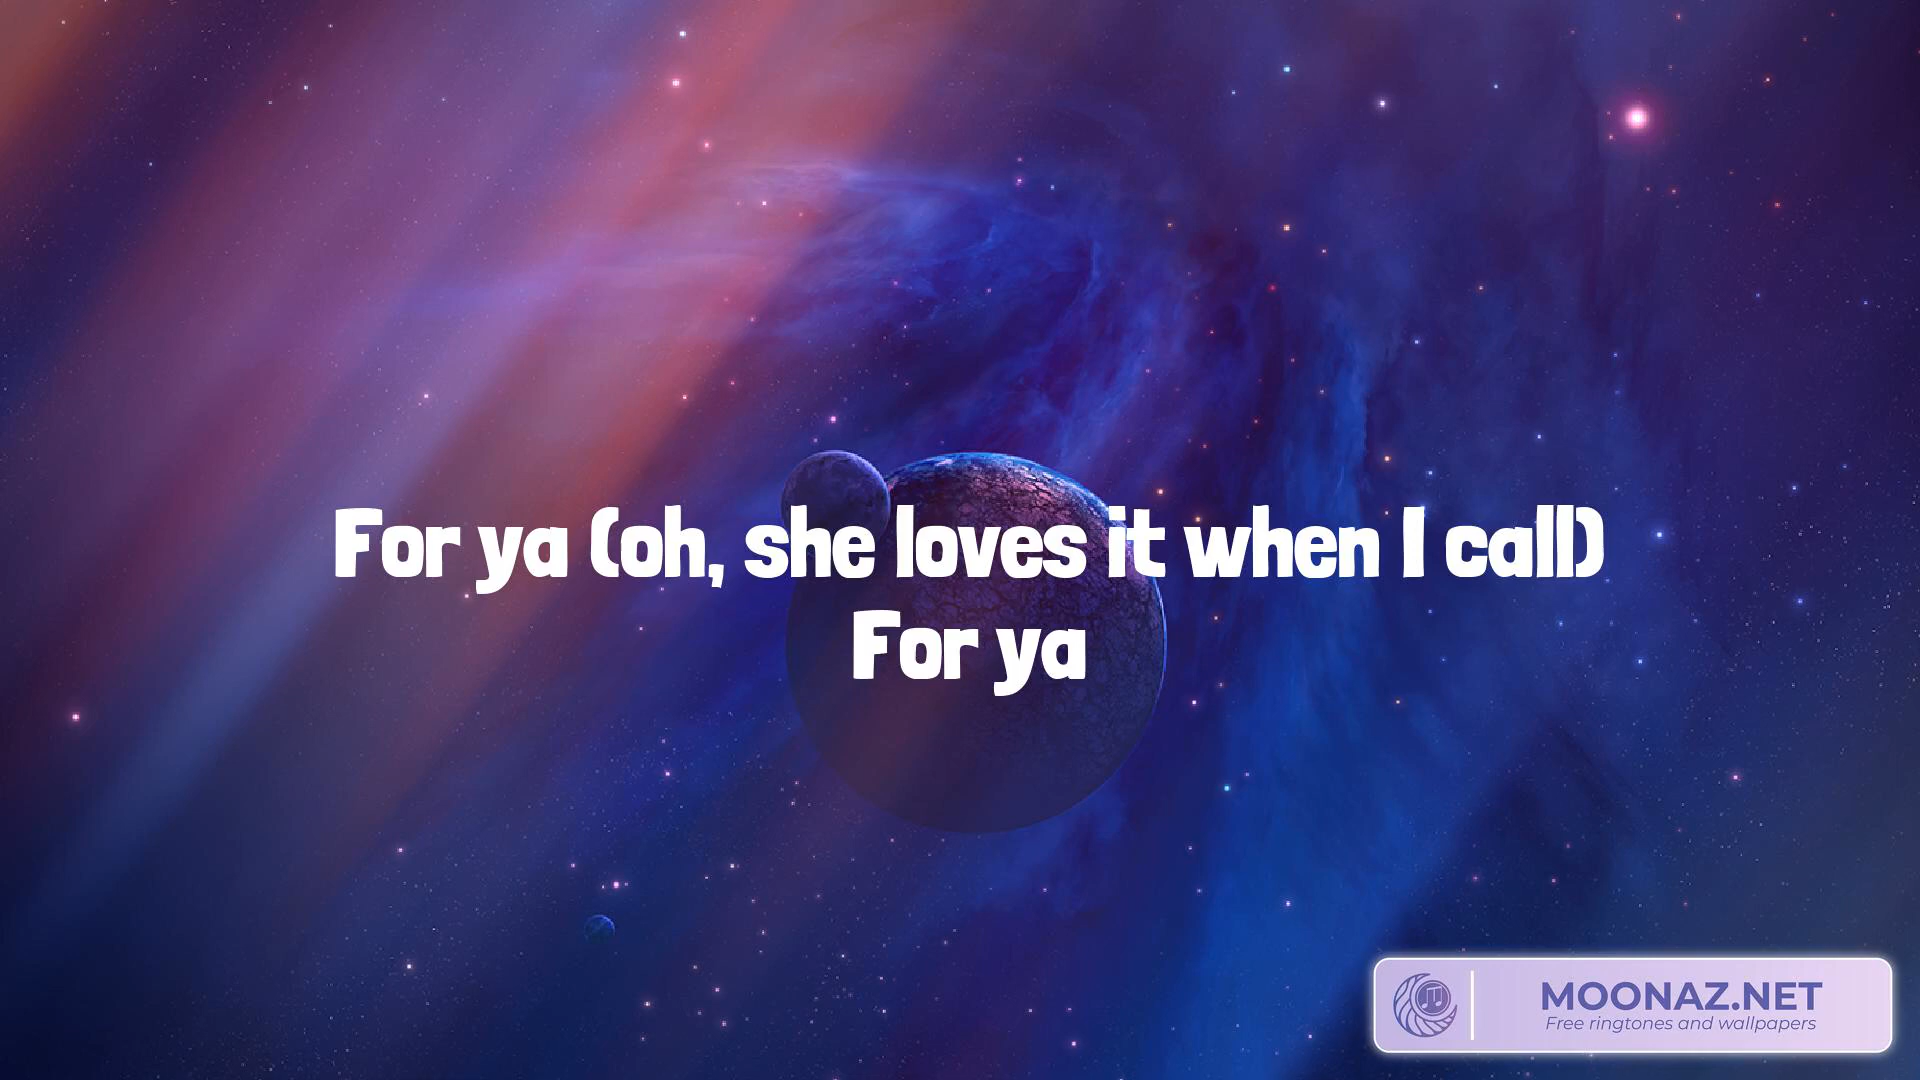 For ya (oh, she loves it when I call)
For ya
MOONAZ.NET
Free ringtones and wallpapers